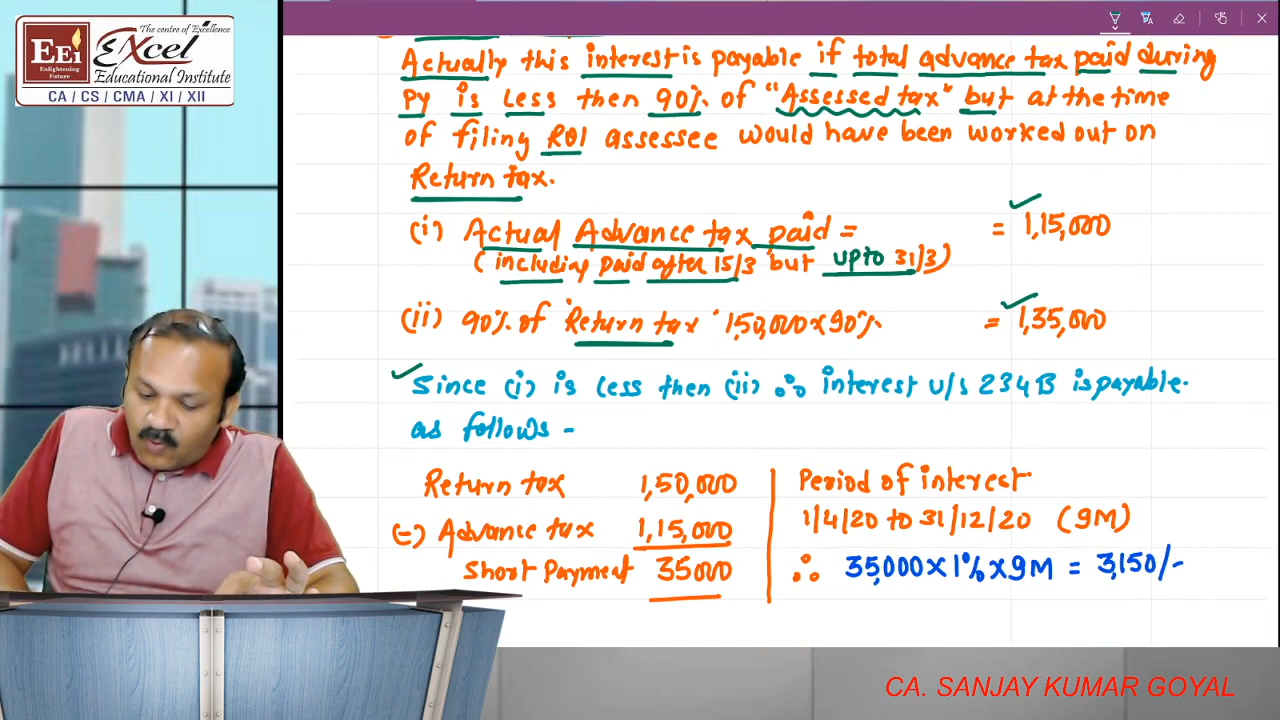 The centre of Excellence
EEi
Enlightening
Future
eXcel
Educational Institute
CA / CS / CMA / XI / XII
Actually this interest is payable if total advance tax paid during
PY is Less then 90% of "Assessed tax" but at the time
of filing ROI assessee would have been worked out on
Return tax.
(i) Actual Advance tax paid = = 1,15,000
(including paid after 15/3 but upto 31/3)
(ii) 90% of Return tax 1,50,000x90% = 1,35,000
Since (i) is less then (ii) ∴ interest u/s 234B is payable.
as follows -
Return tax 1,50,000
(-) Advance tax 1,15,000
Short Payment 35000
Period of interest
1/4/20 to 31/12/20 (9M)
∴ 35,000 x 1% x 9M = 3,150/-
CA. SANJAY KUMAR GOYAL